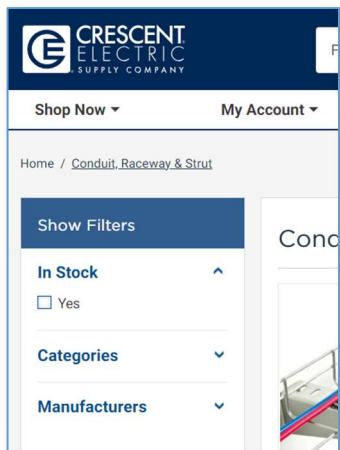 CRESCENT
ELECTRIC
SUPPLY COMPANY
Shop Now
My Account
Home / Conduit, Raceway & Strut
Show Filters
In Stock
Yes
Categories
Manufacturers